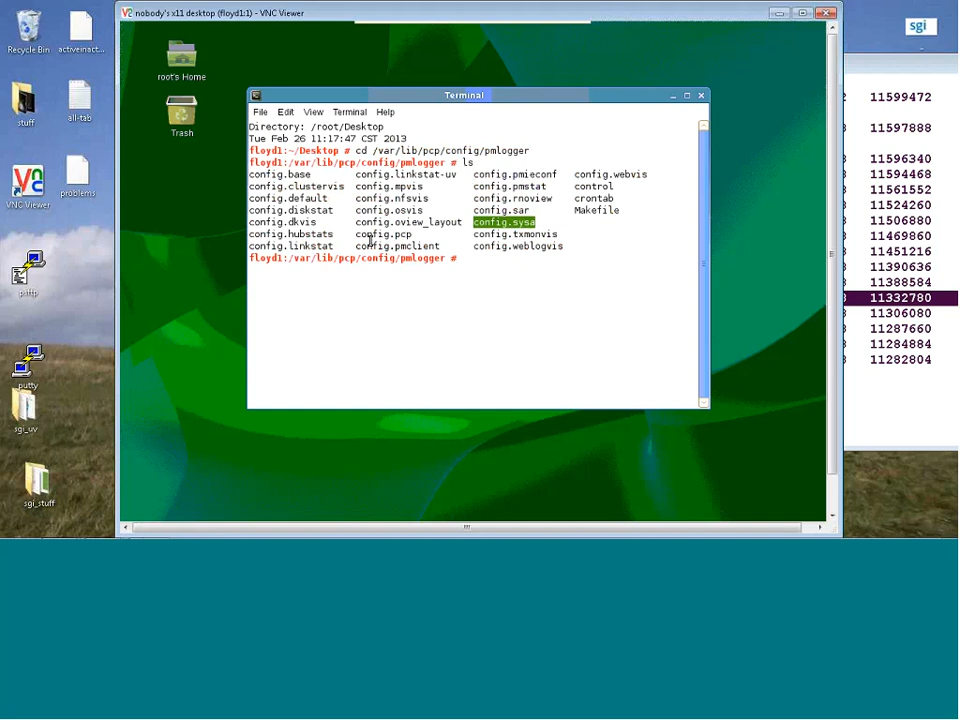 nobody's x11 desktop (floyd1:1) - VNC Viewer
Recycle Bin
activeinact...
root's Home
sgi
stuff
all-tab
Trash
Terminal
File Edit View Terminal Help
Directory: /root/Desktop
Tue Feb 26 11:17:47 CST 2013
floyd1:~/Desktop # cd /var/lib/pcp/config/pmlogger
floyd1:/var/lib/pcp/config/pmlogger # ls
config.base config.linkstat-uv config.pmieconf config.webvis
config.clustervis config.mpvis config.pmstat control
config.default config.nfsvis config.rnoview crontab
config.diskstat config.osvis config.sar Makefile
config.dkvis config.oview_layout config.sysa
config.hubstats config.pcp config.txmonvis
config.linkstat config.pmclient config.weblogvis
floyd1:/var/lib/pcp/config/pmlogger #
VNC Viewer
problems
psftp
putty
sgi_uv
sgi_stuff
11599472
11597888
11596340
11594468
11561552
11524260
11506880
11469860
11451216
11390636
11388584
11332780
11306080
11287660
11284884
11282804